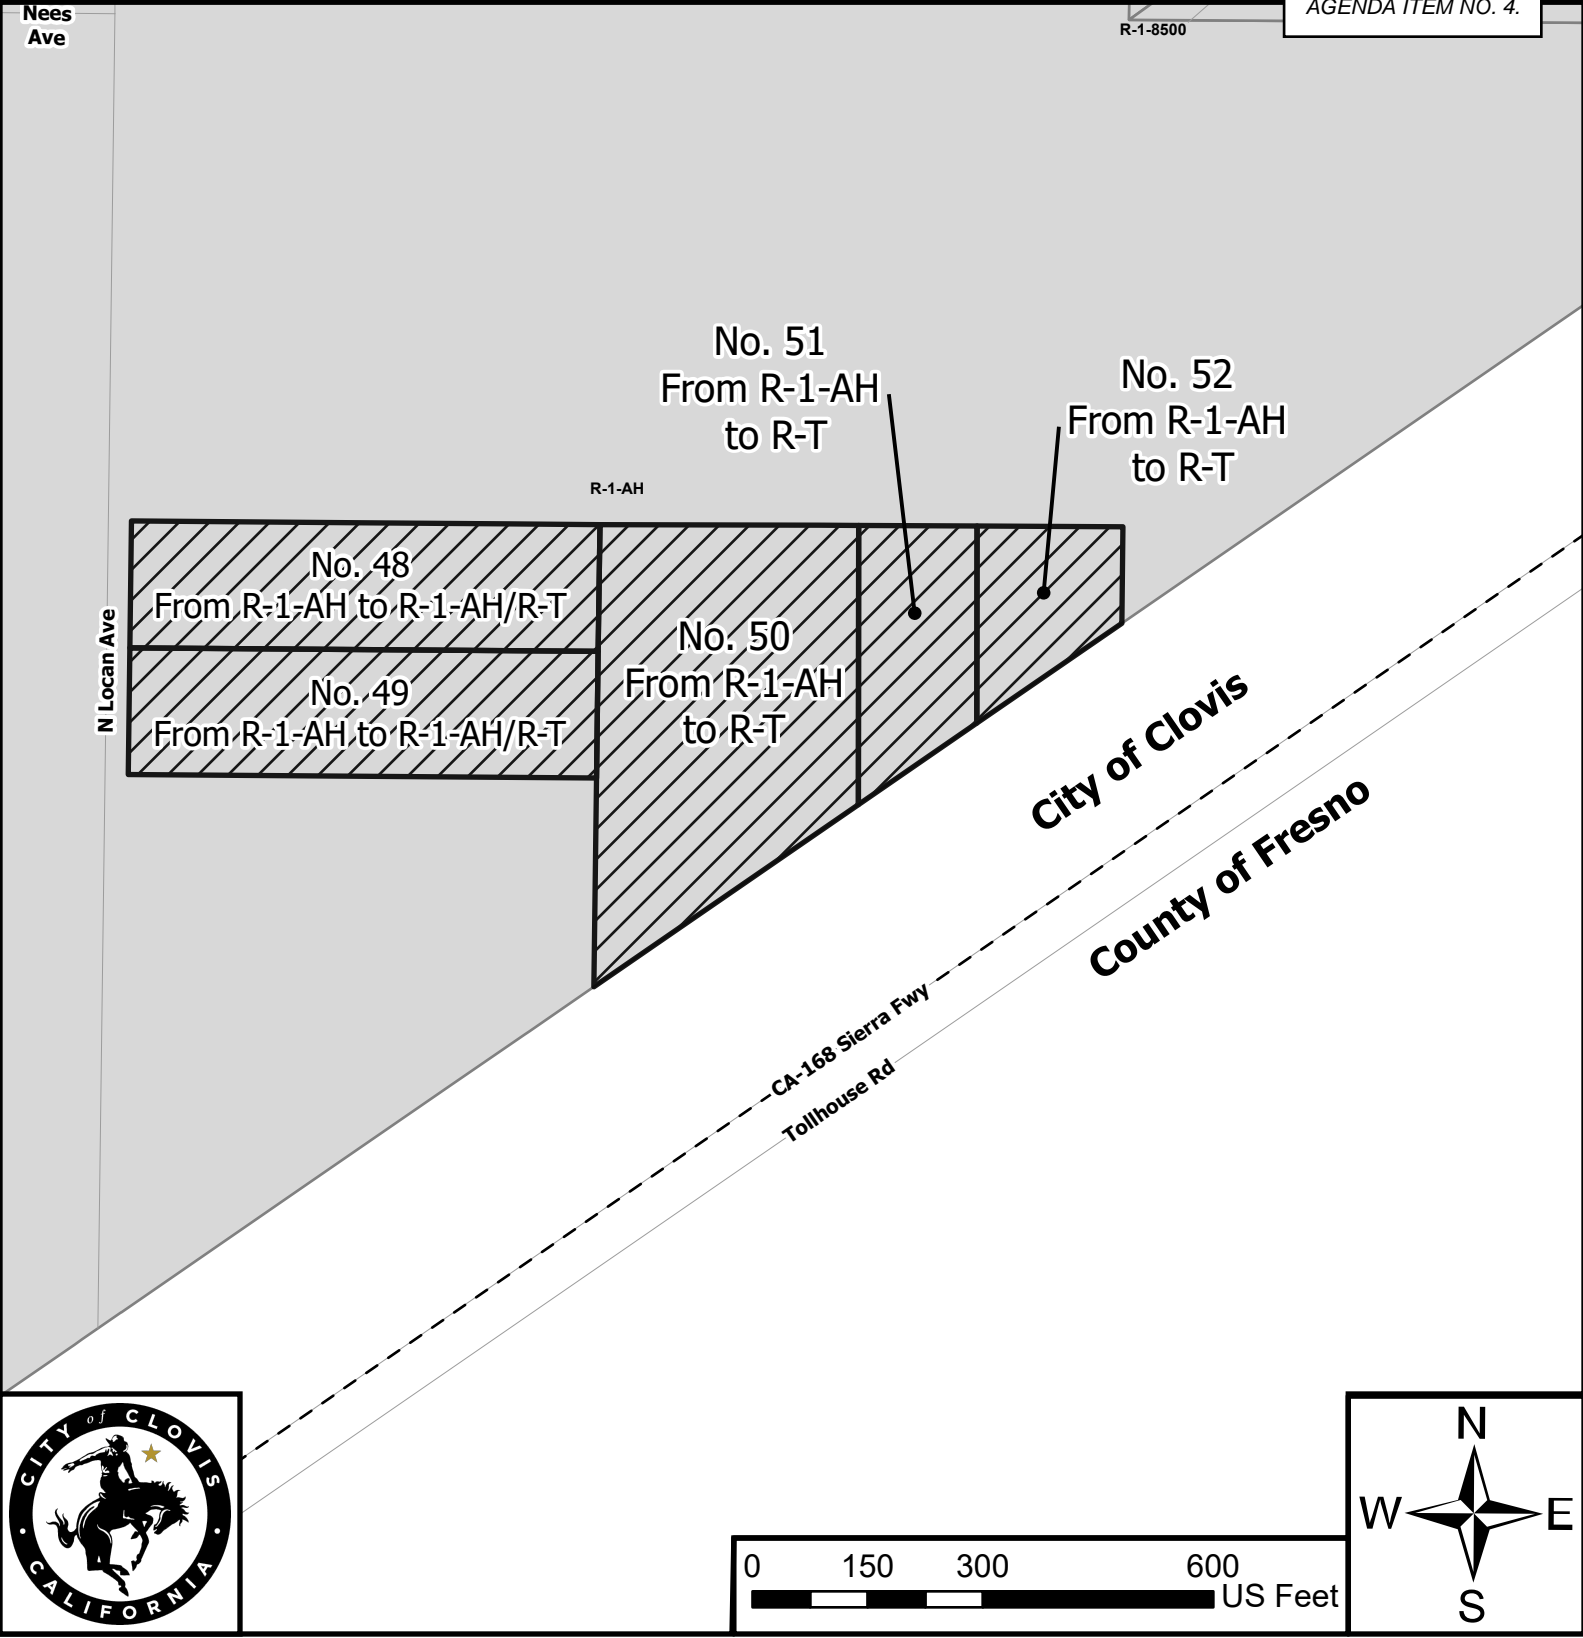 Nees
Ave
AGENDA ITEM NO. 4.
R-1-8500
No. 51
From R-1-AH
to R-T
No. 52
From R-1-AH
to R-T
R-1-AH
No. 48
From R-1-AH to R-1-AH/R-T
No. 49
From R-1-AH to R-1-AH/R-T
No. 50
From R-1-AH
to R-T
N Locan Ave
City of Clovis
County of Fresno
CA-168 Sierra Fwy
Tollhouse Rd
CITY of CLOVIS
CALIFORNIA
N
W E
S
0 150 300 600
US Feet